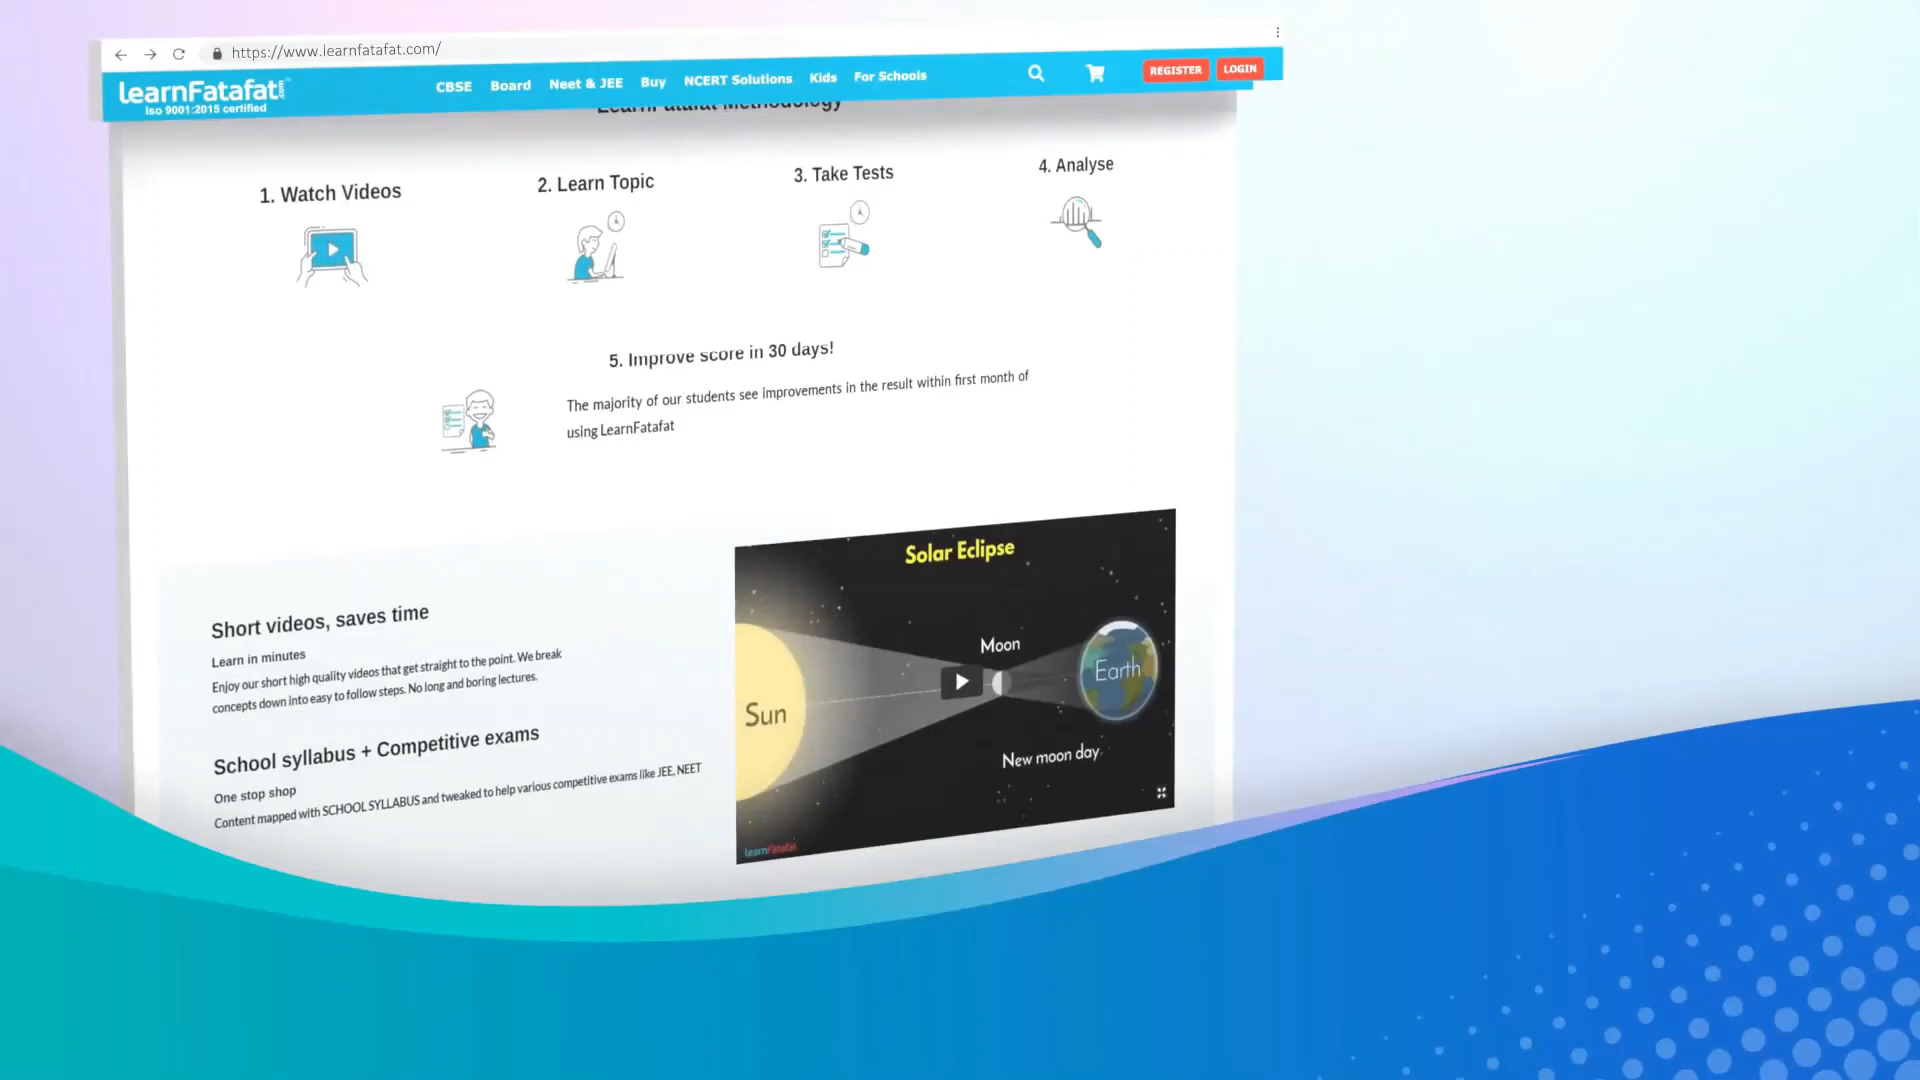 https://www.learnfatafat.com/
learnFatafat.com
Iso 9001:2015 certified
CBSE Board Neet & JEE Buy NCERT Solutions Kids For Schools
REGISTER LOGIN
LearnFatafat Methodology
1. Watch Videos
2. Learn Topic
3. Take Tests
4. Analyse
5. Improve score in 30 days!
The majority of our students see improvements in the result within first month of
using LearnFatafat
Short videos, saves time
Learn in minutes
Enjoy our short high quality videos that get straight to the point. We break
concepts down into easy to follow steps. No long and boring lectures.
School syllabus + Competitive exams
One stop shop
Content mapped with SCHOOL SYLLABUS and tweaked to help various competitive exams like JEE, NEET
Solar Eclipse
Moon
Earth
Sun
New moon day
learnfatafat